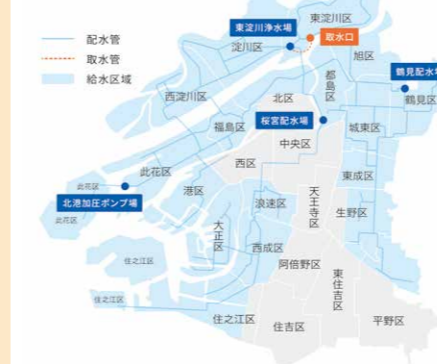 配水管
取水管
給水区域
東淀川浄水場
東淀川区
取水口
淀川区
旭区
鶴見配水場
鶴見区
西淀川区
北区
都島区
福島区
桜宮配水場
城東区
中央区
此花区
西区
東成区
此花区
北港加圧ポンプ場
港区
天王寺区
浪速区
生野区
此花区
大正区
西成区
阿倍野区
住之江区
東住吉区
住之江区
住之江区
住吉区
平野区